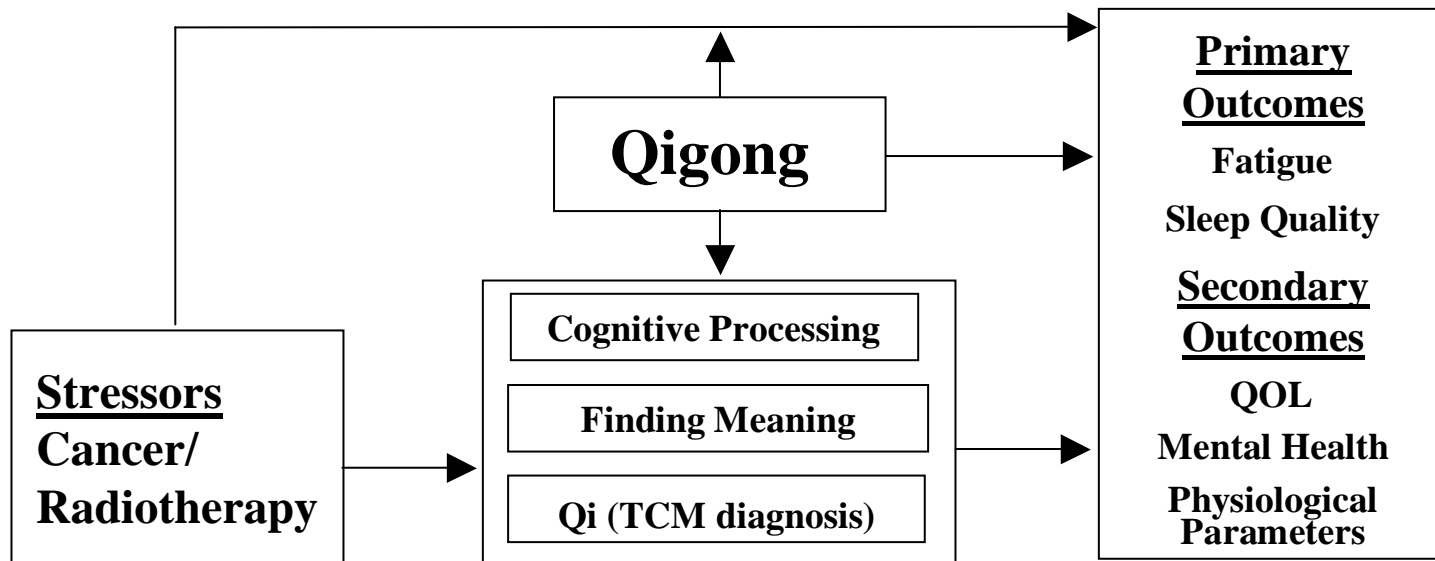 Qigong
Stressors
Cancer/
Radiotherapy
Cognitive Processing
Finding Meaning
Qi (TCM diagnosis)
Primary
Outcomes
Fatigue
Sleep Quality
Secondary
Outcomes
QOL
Mental Health
Physiological
Parameters